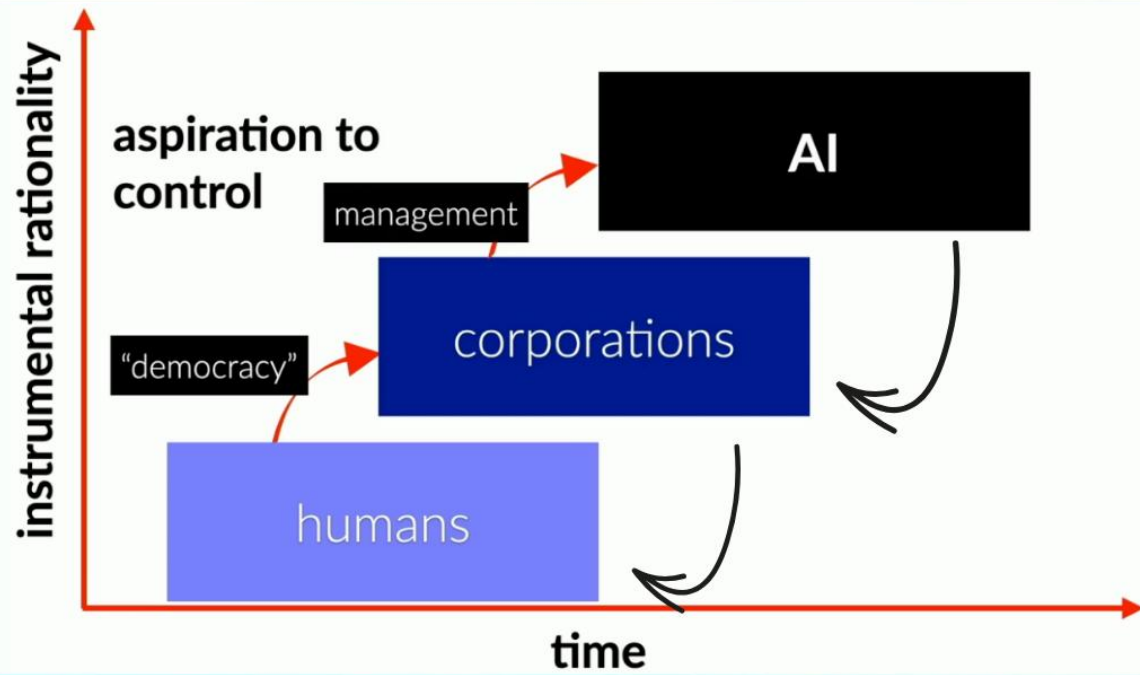 instrumental rationality
aspiration to
control
management
AI
“democracy”
corporations
humans
time